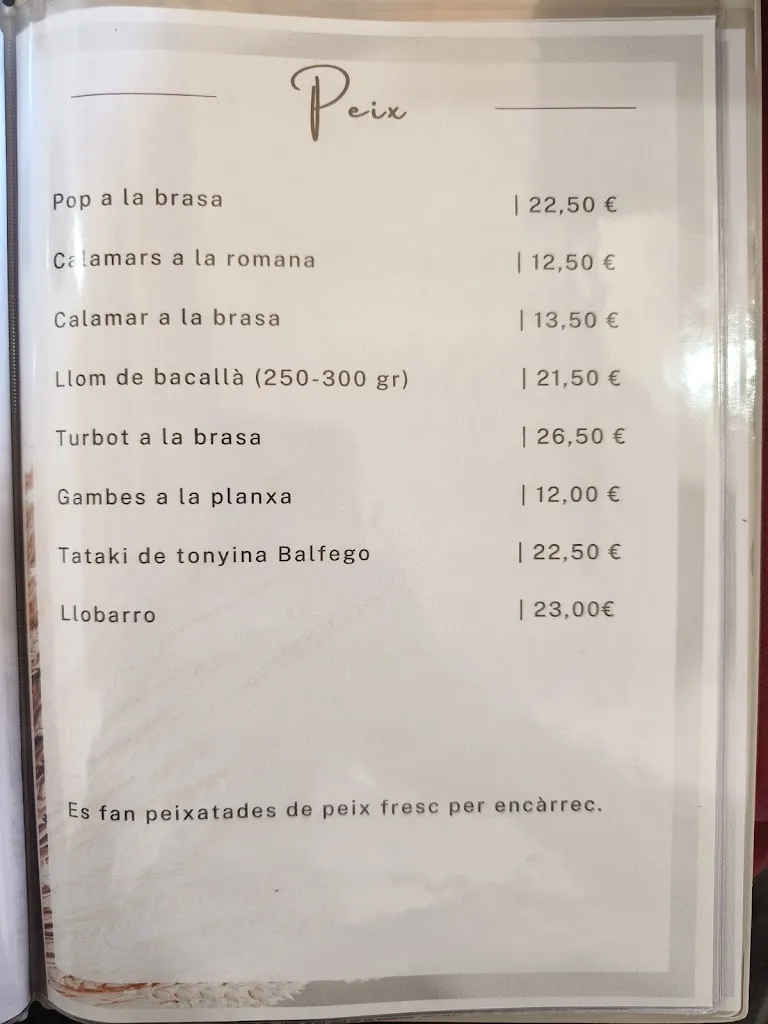 Peix
Pop a la brasa | 22,50 €
Calamars a la romana | 12,50 €
Calamar a la brasa | 13,50 €
Llom de bacallà (250-300 gr) | 21,50 €
Turbot a la brasa | 26,50 €
Gambes a la planxa | 12,00 €
Tataki de tonyina Balfego | 22,50 €
Llobarro | 23,00€
Es fan peixatades de peix fresc per encàrrec.